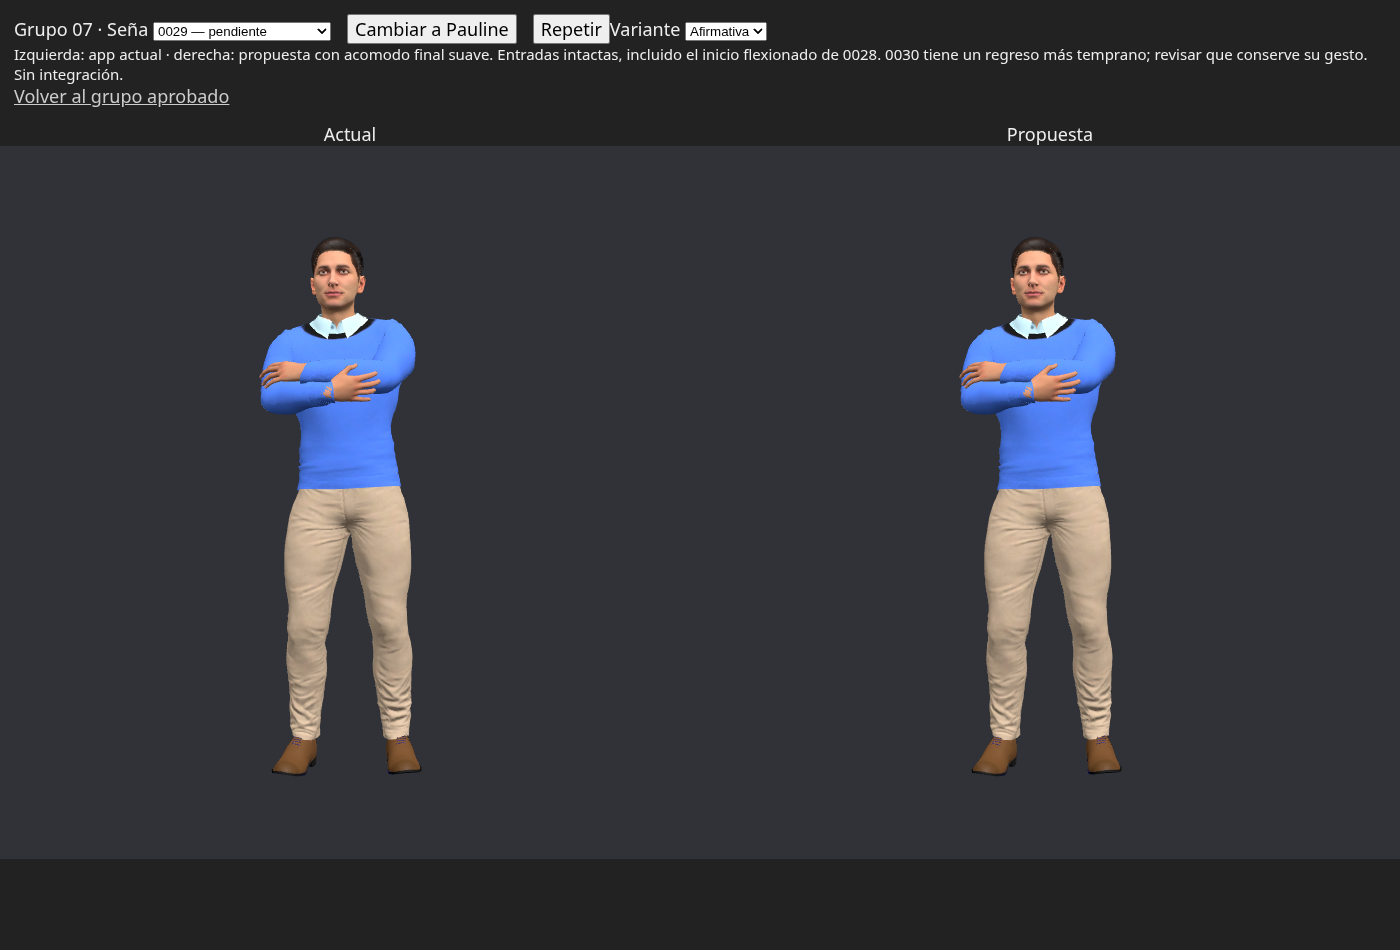 Grupo 07 · Seña 0029 — pendiente Cambiar a Pauline Repetir Variante Afirmativa
Izquierda: app actual · derecha: propuesta con acomodo final suave. Entradas intactas, incluido el inicio flexionado de 0028. 0030 tiene un regreso más temprano; revisar que conserve su gesto.
Sin integración.
Volver al grupo aprobado
Actual Propuesta